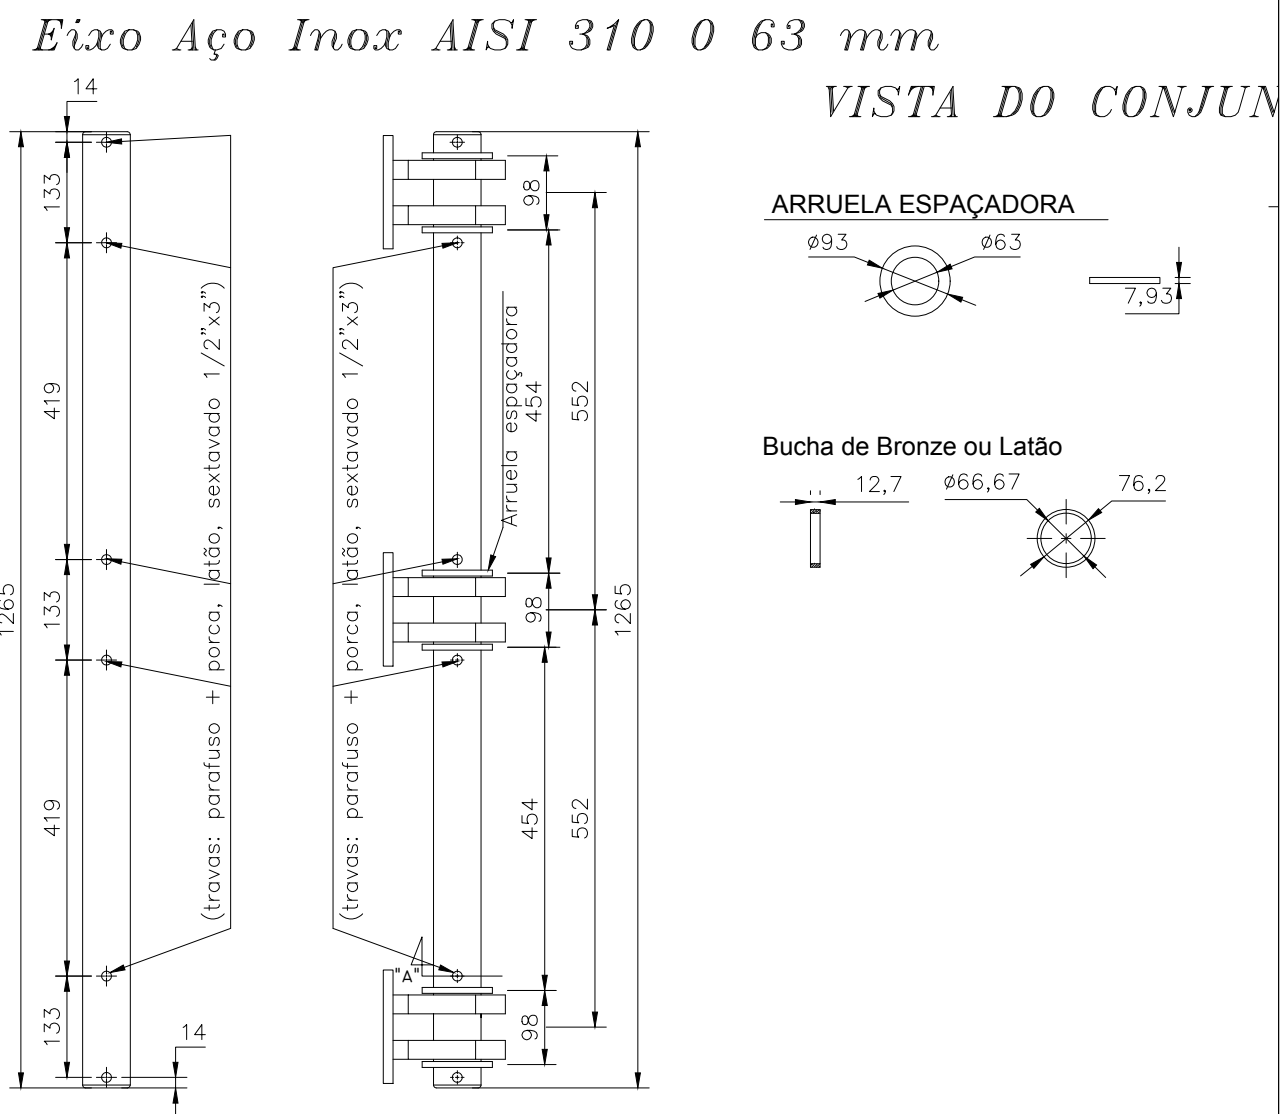 Eixo Aço Inox AISI 310 0 63 mm
VISTA DO CONJUN
14
133
419
133
419
133
14
1265
(travas: parafuso + porca, latão, sextavado 1/2"x3")
(travas: parafuso + porca, latão, sextavado 1/2"x3")
Arruela espaçadora
98
454
98
454
98
552
552
1265
"A"
ARRUELA ESPAÇADORA
ø93
ø63
7,93
Bucha de Bronze ou Latão
12,7
ø66,67
76,2